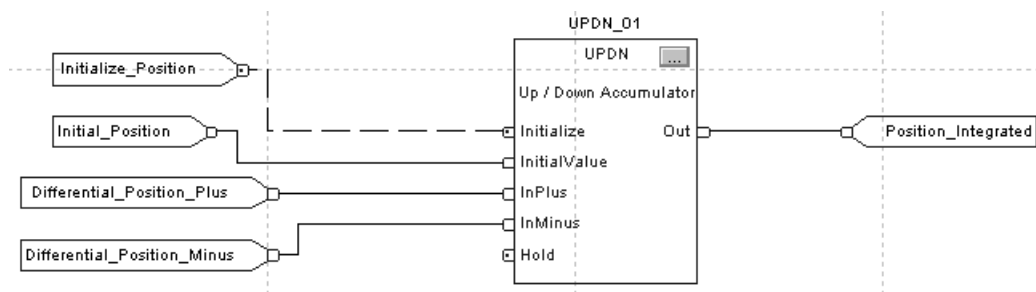 UPDN_01
UPDN
...
Initialize_Position
Up / Down Accumulator
Initial_Position
Initialize
Out
Position_Integrated
InitialValue
Differential_Position_Plus
InPlus
InMinus
Differential_Position_Minus
Hold